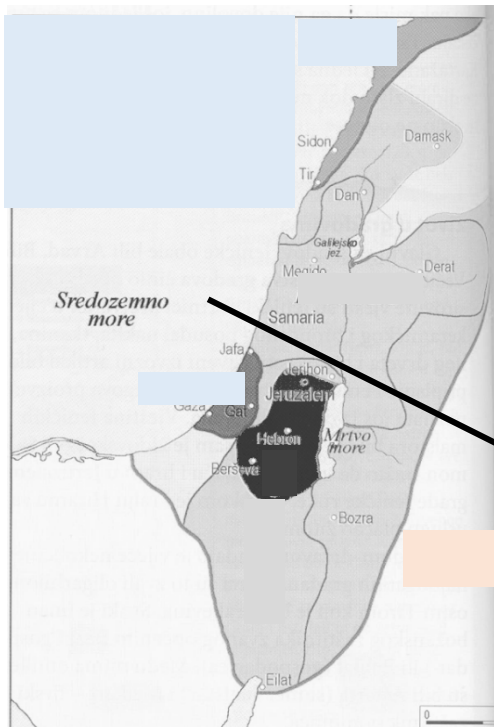 Sidon
Damask
Tir
Dan
Galilejsko
jez.
Megido
Derat
Sredozemno
more
Samaria
Jafa
Jerihon
Jeruzalem
Gaza
Gat
Hebron
Mrtvo
more
Berševa
Bozra
Eilat
0